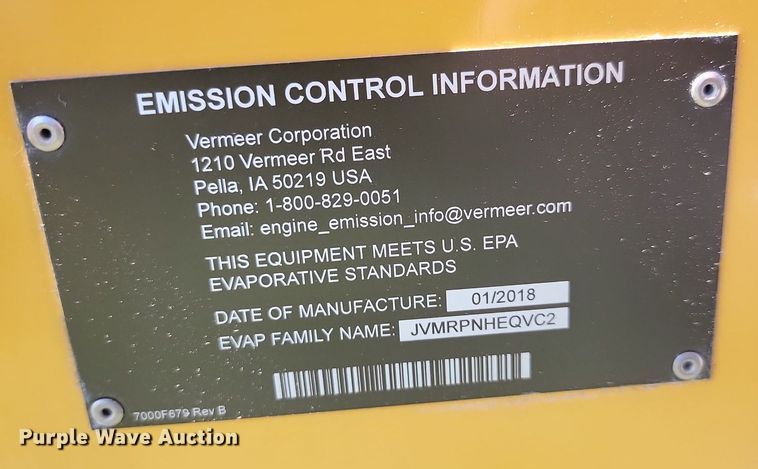 EMISSION CONTROL INFORMATION
Vermeer Corporation
1210 Vermeer Rd East
Pella, IA 50219 USA
Phone: 1-800-829-0051
Email: engine_emission_info@vermeer.com
THIS EQUIPMENT MEETS U.S. EPA
EVAPORATIVE STANDARDS
DATE OF MANUFACTURE: 01/2018
EVAP FAMILY NAME: JVMRPNHEQVC2
7000F679 Rev B
Purple Wave Auction